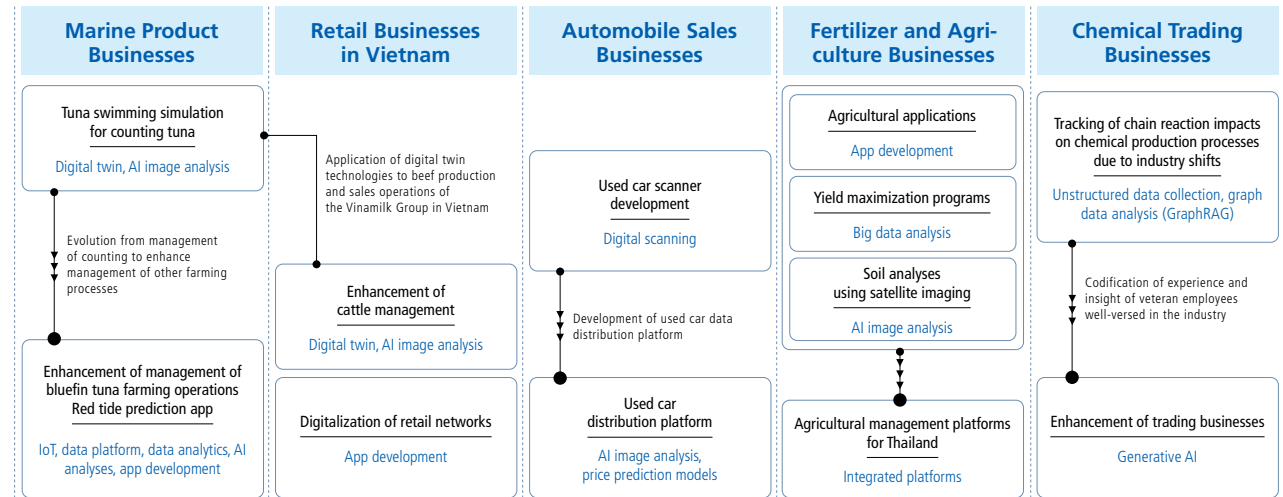 Marine Product
Businesses
Tuna swimming simulation
for counting tuna
Digital twin, AI image analysis
Evolution from management
of counting to enhance
management of other farming
processes
Enhancement of management of
bluefin tuna farming operations
Red tide prediction app
IoT, data platform, data analytics, AI
analyses, app development
Retail Businesses
in Vietnam
Application of digital twin
technologies to beef production
and sales operations of
the Vinamilk Group in Vietnam
Enhancement of
cattle management
Digital twin, AI image analysis
Digitalization of retail networks
App development
Automobile Sales
Businesses
Used car scanner
development
Digital scanning
Development of used car data
distribution platform
Used car
distribution platform
AI image analysis,
price prediction models
Fertilizer and Agri-
culture Businesses
Agricultural applications
App development
Yield maximization programs
Big data analysis
Soil analyses
using satellite imaging
AI image analysis
Agricultural management platforms
for Thailand
Integrated platforms
Chemical Trading
Businesses
Tracking of chain reaction impacts
on chemical production processes
due to industry shifts
Unstructured data collection, graph
data analysis (GraphRAG)
Codification of experience and
insight of veteran employees
well-versed in the industry
Enhancement of trading businesses
Generative AI